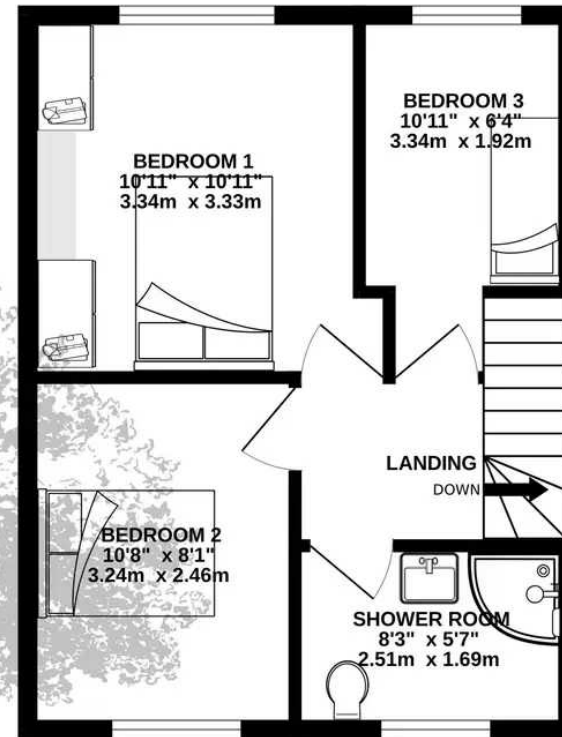 BEDROOM 1
10'11" x 10'11"
3.34m x 3.33m
BEDROOM 3
10'11" x 6'4"
3.34m x 1.92m
BEDROOM 2
10'8" x 8'1"
3.24m x 2.46m
LANDING
DOWN
SHOWER ROOM
8'3" x 5'7"
2.51m x 1.69m